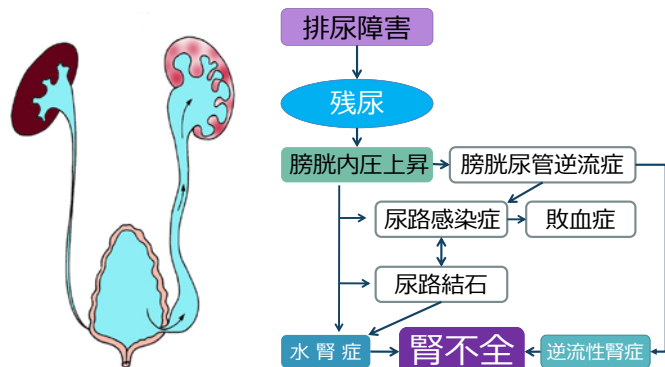 排尿障害
残尿
膀胱内圧上昇
膀胱尿管逆流症
尿路感染症
敗血症
尿路結石
水腎症
腎不全
逆流性腎症